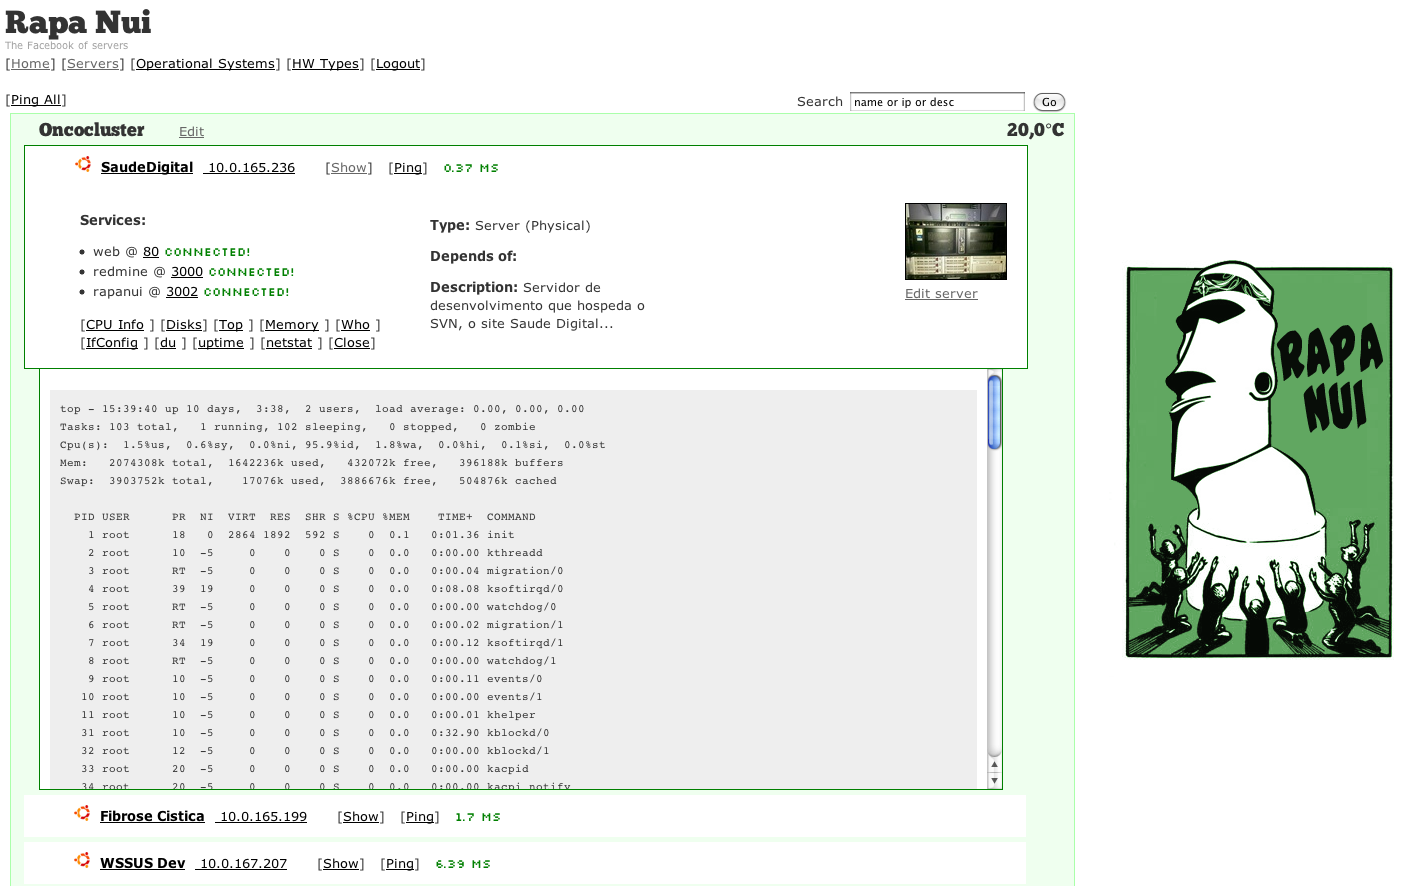 Rapa Nui
The Facebook of servers
[Home] [Servers] [Operational Systems] [HW Types] [Logout]
[Ping All]
Search name or ip or desc Go
Oncocluster Edit 20,0°C
SaudeDigital 10.0.165.236 [Show] [Ping] 0.37 MS
Services:
• web @ 80 CONNECTED!
• redmine @ 3000 CONNECTED!
• rapanui @ 3002 CONNECTED!
[CPU Info ] [Disks] [Top ] [Memory ] [Who ]
[IfConfig ] [du ] [uptime ] [netstat ] [Close]
Type: Server (Physical)
Depends of:
Description: Servidor de
desenvolvimento que hospeda o
SVN, o site Saude Digital...
Edit server
RAPA
NUI
top - 15:39:40 up 10 days,  3:38,  2 users,  load average: 0.00, 0.00, 0.00
Tasks: 103 total,   1 running, 102 sleeping,   0 stopped,   0 zombie
Cpu(s):  1.5%us,  0.6%sy,  0.0%ni, 95.9%id,  1.8%wa,  0.0%hi,  0.1%si,  0.0%st
Mem:   2074308k total,  1642236k used,   432072k free,   396188k buffers
Swap:  3903752k total,    17076k used,  3886676k free,   504876k cached
PID USER      PR  NI  VIRT  RES  SHR S %CPU %MEM    TIME+  COMMAND
1 root      18   0  2864 1892  592 S    0  0.1   0:01.36 init
2 root      10  -5     0    0    0 S    0  0.0   0:00.00 kthreadd
3 root      RT  -5     0    0    0 S    0  0.0   0:00.04 migration/0
4 root      39  19     0    0    0 S    0  0.0   0:08.08 ksoftirqd/0
5 root      RT  -5     0    0    0 S    0  0.0   0:00.00 watchdog/0
6 root      RT  -5     0    0    0 S    0  0.0   0:00.02 migration/1
7 root      34  19     0    0    0 S    0  0.0   0:00.12 ksoftirqd/1
8 root      RT  -5     0    0    0 S    0  0.0   0:00.00 watchdog/1
9 root      10  -5     0    0    0 S    0  0.0   0:00.11 events/0
10 root      10  -5     0    0    0 S    0  0.0   0:00.00 events/1
11 root      10  -5     0    0    0 S    0  0.0   0:00.01 khelper
31 root      10  -5     0    0    0 S    0  0.0   0:32.90 kblockd/0
32 root      12  -5     0    0    0 S    0  0.0   0:00.00 kblockd/1
33 root      20  -5     0    0    0 S    0  0.0   0:00.00 kacpid
34 root      20  -5     0    0    0 S    0  0.0   0:00.00 kacpi_notify
Fibrose Cistica 10.0.165.199 [Show] [Ping] 1.7 MS
WSSUS Dev 10.0.167.207 [Show] [Ping] 6.39 MS